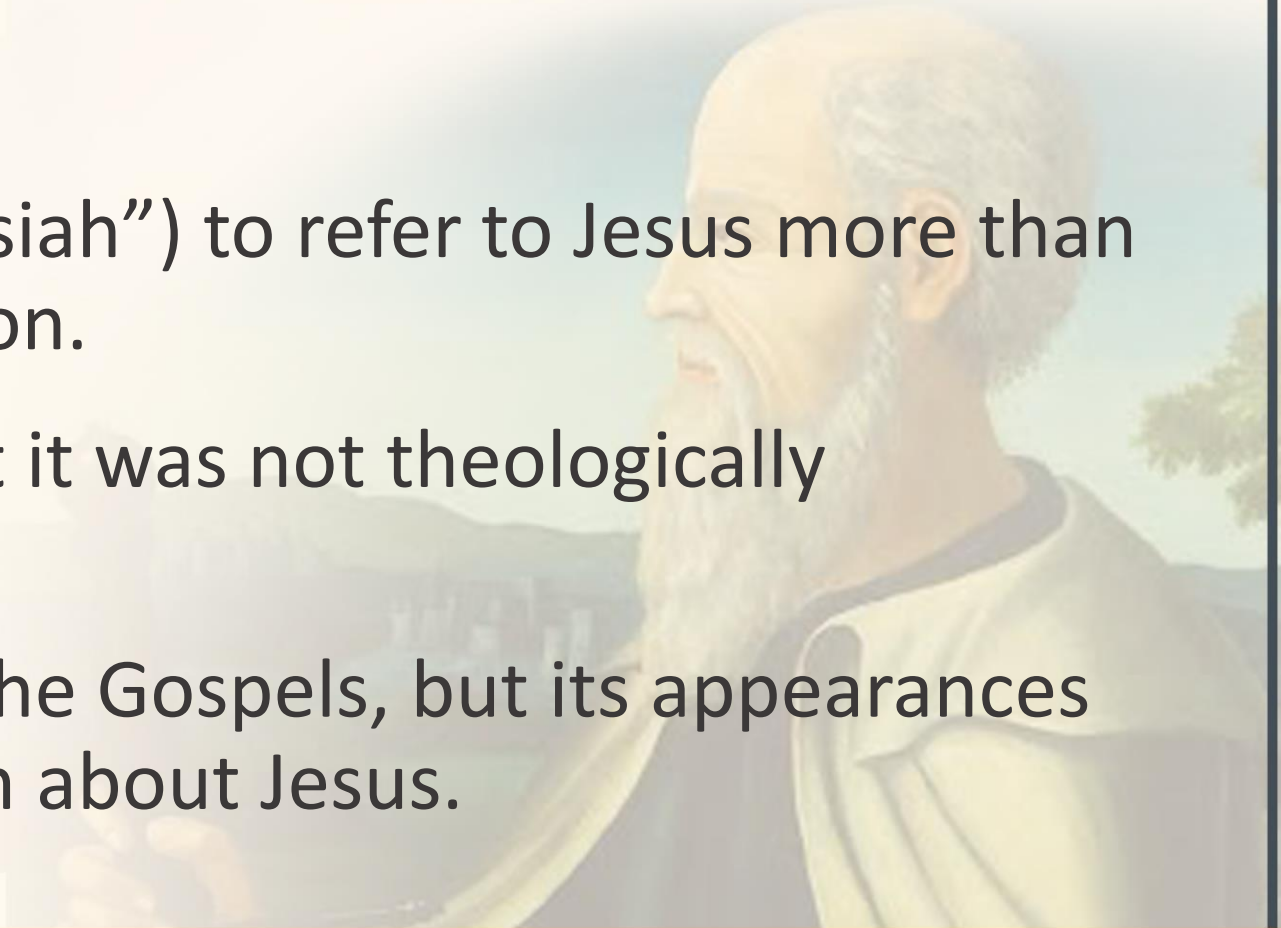 siah”) to refer to Jesus more than
on.
it was not theologically
he Gospels, but its appearances
about Jesus.